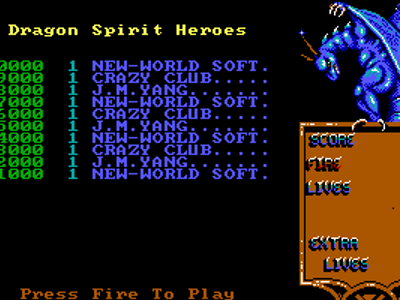 Dragon Spirit Heroes
0000 1 NEW-WORLD SOFT.
9000 1 CRAZY CLUB.....
8000 1 J.M.YANG.......
7000 1 NEW-WORLD SOFT.
6000 1 CRAZY CLUB.....
5000 1 J.M.YANG.......
4000 1 NEW-WORLD SOFT.
3000 1 CRAZY CLUB.....
2000 1 J.M.YANG.......
1000 1 NEW-WORLD SOFT.
Press Fire To Play
SCORE
FIRE
LIVES
EXTRA
LIVES